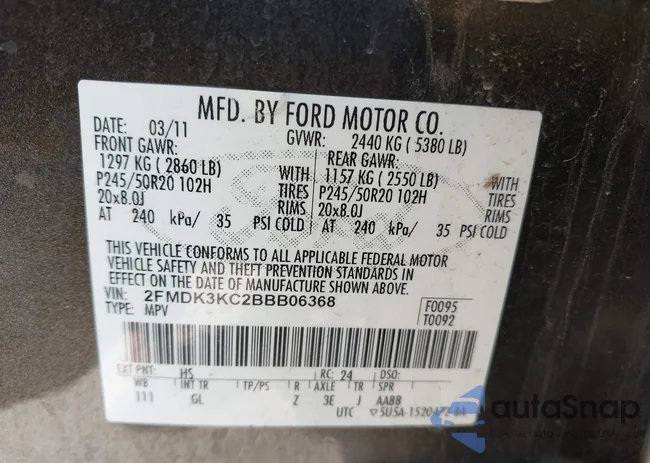 MFD. BY FORD MOTOR CO.
DATE: 03/11 GVWR: 2440 KG ( 5380 LB)
FRONT GAWR: REAR GAWR:
1297 KG ( 2860 LB) WITH 1157 KG ( 2550 LB) WITH
P245/50R20 102H TIRES P245/50R20 102H TIRES
20x8.0J RIMS 20x8.0J RIMS
AT 240 kPa/ 35 PSI COLD AT 240 kPa/ 35 PSI COLD
THIS VEHICLE CONFORMS TO ALL APPLICABLE FEDERAL MOTOR
VEHICLE SAFETY AND THEFT PREVENTION STANDARDS IN
EFFECT ON THE DATE OF MANUFACTURE SHOWN ABOVE.
VIN: 2FMDK3KC2BBB06368 F0095
TYPE: MPV T0092
EXT PNT: HS RC: 24 DSO:
WB INT TR TP/PS R AXLE TR SPR
111 GL Z 3E J AABB
UTC
autoSnap